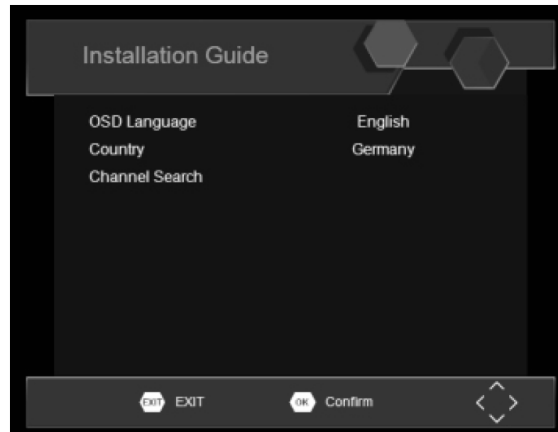 Installation Guide
OSD Language English
Country Germany
Channel Search
EXIT EXIT OK Confirm